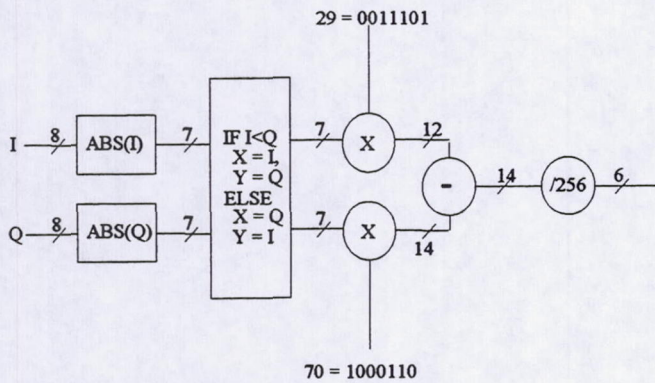 29 = 0011101
I 8 ABS(I) 7
IF I<Q
X = I,
Y = Q
ELSE
X = Q
Y = I
7 X 12
- 14 /256 6
Q 8 ABS(Q) 7
7 X 14
70 = 1000110